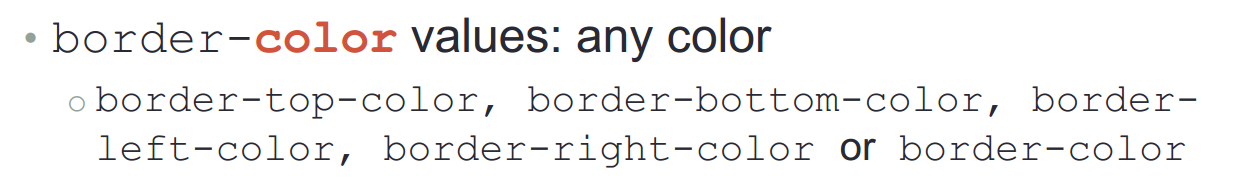 • border-color values: any color
○ border-top-color, border-bottom-color, border-
left-color, border-right-color or border-color